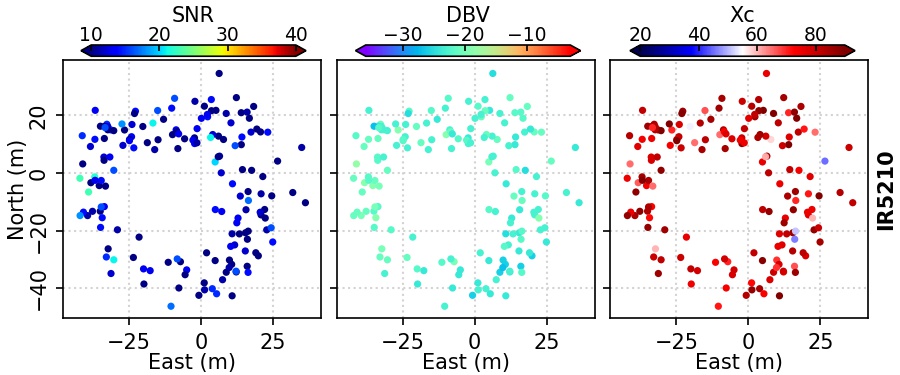 SNR DBV Xc
10 20 30 40 −30 −20 −10 20 40 60 80
20
0
−20
−40
North (m)
IR5210
−25 0 25 −25 0 25 −25 0 25
East (m) East (m) East (m)